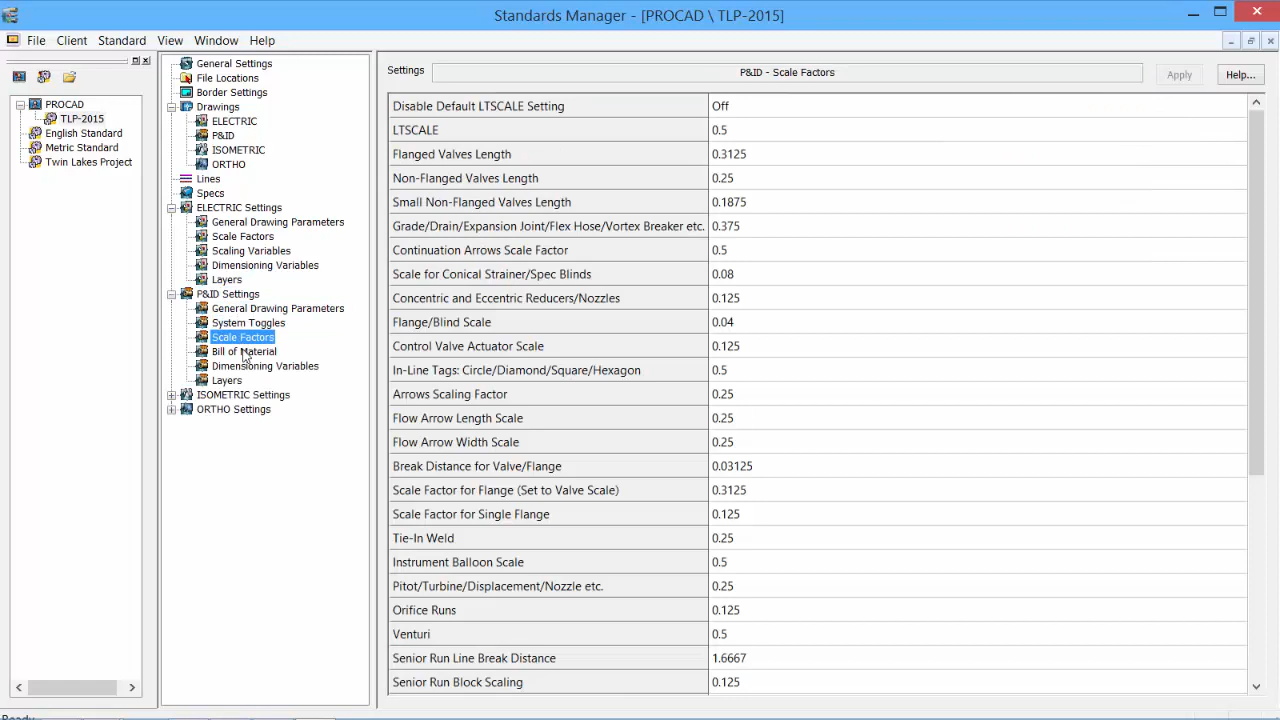 Standards Manager - [PROCAD \ TLP-2015]
File Client Standard View Window Help
PROCAD
TLP-2015
English Standard
Metric Standard
Twin Lakes Project
General Settings
File Locations
Border Settings
Drawings
ELECTRIC
P&ID
ISOMETRIC
ORTHO
Lines
Specs
ELECTRIC Settings
General Drawing Parameters
Scale Factors
Scaling Variables
Dimensioning Variables
Layers
P&ID Settings
General Drawing Parameters
System Toggles
Scale Factors
Bill of Material
Dimensioning Variables
Layers
ISOMETRIC Settings
ORTHO Settings
Settings P&ID - Scale Factors Apply Help...
Disable Default LTSCALE Setting Off
LTSCALE 0.5
Flanged Valves Length 0.3125
Non-Flanged Valves Length 0.25
Small Non-Flanged Valves Length 0.1875
Grade/Drain/Expansion Joint/Flex Hose/Vortex Breaker etc. 0.375
Continuation Arrows Scale Factor 0.5
Scale for Conical Strainer/Spec Blinds 0.08
Concentric and Eccentric Reducers/Nozzles 0.125
Flange/Blind Scale 0.04
Control Valve Actuator Scale 0.125
In-Line Tags: Circle/Diamond/Square/Hexagon 0.5
Arrows Scaling Factor 0.25
Flow Arrow Length Scale 0.25
Flow Arrow Width Scale 0.25
Break Distance for Valve/Flange 0.03125
Scale Factor for Flange (Set to Valve Scale) 0.3125
Scale Factor for Single Flange 0.125
Tie-In Weld 0.25
Instrument Balloon Scale 0.5
Pitot/Turbine/Displacement/Nozzle etc. 0.25
Orifice Runs 0.125
Venturi 0.5
Senior Run Line Break Distance 1.6667
Senior Run Block Scaling 0.125
Ready